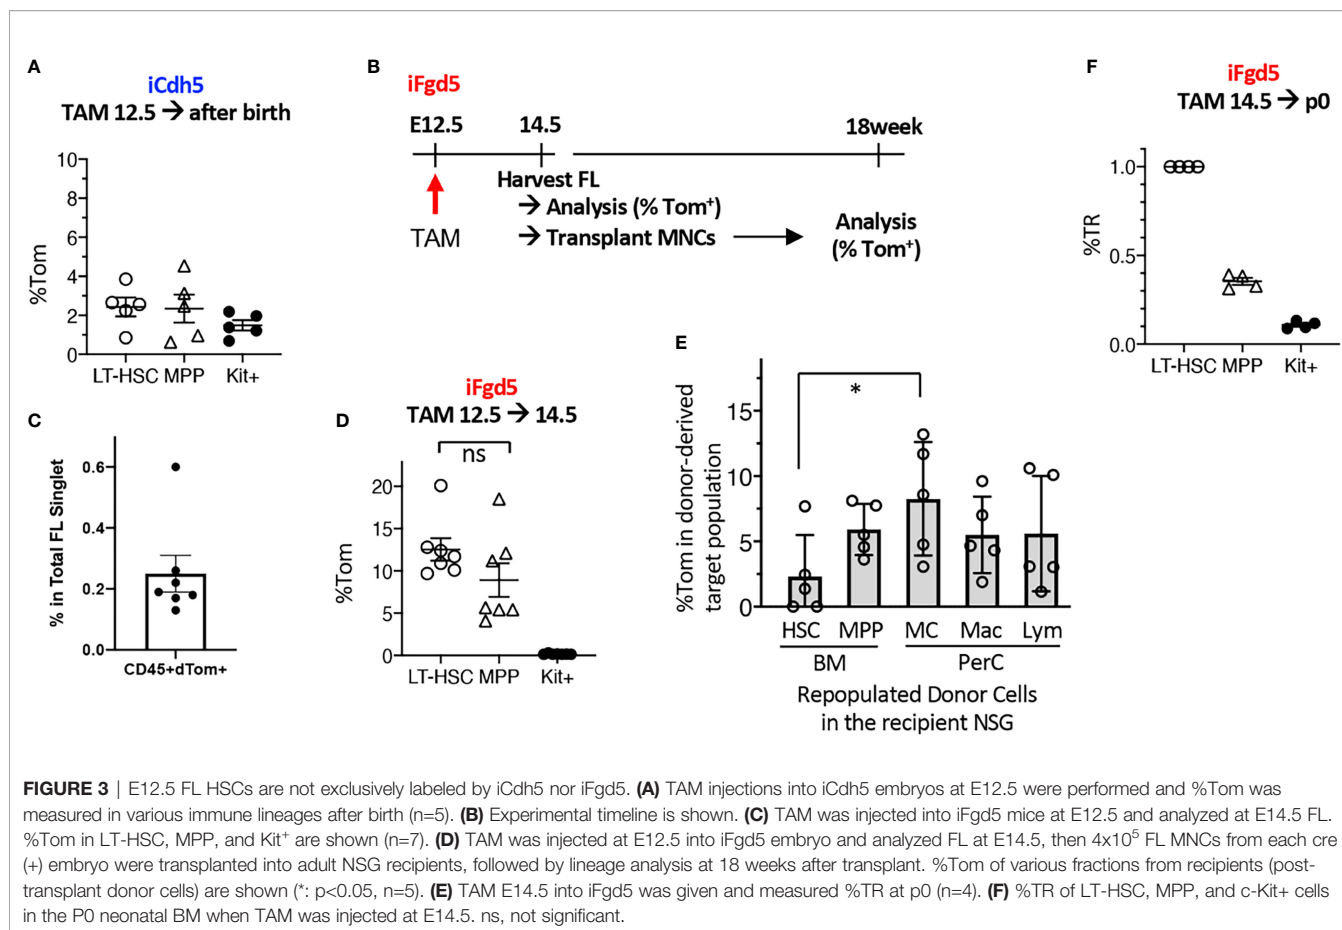 A
iCdh5
TAM 12.5 → after birth
10
8
6
4
2
0
%Tom
LT-HSC MPP Kit+
B
iFgd5
E12.5 14.5 18week
Harvest FL
→ Analysis (% Tom⁺)
→ Transplant MNCs
TAM
Analysis
(% Tom⁺)
F
iFgd5
TAM 14.5 → p0
1.0
0.5
0.0
%TR
LT-HSC MPP Kit+
C
0.6
0.4
0.2
0.0
% in Total FL Singlet
CD45+dTom+
D
iFgd5
TAM 12.5 → 14.5
ns
20
15
10
5
0
%Tom
LT-HSC MPP Kit+
E
*
15
10
5
0
%Tom in donor-derived
target population
HSC MPP MC Mac Lym
BM PerC
Repopulated Donor Cells
in the recipient NSG
FIGURE 3 | E12.5 FL HSCs are not exclusively labeled by iCdh5 nor iFgd5. (A) TAM injections into iCdh5 embryos at E12.5 were performed and %Tom was
measured in various immune lineages after birth (n=5). (B) Experimental timeline is shown. (C) TAM was injected into iFgd5 mice at E12.5 and analyzed at E14.5 FL.
%Tom in LT-HSC, MPP, and Kit⁺ are shown (n=7). (D) TAM was injected at E12.5 into iFgd5 embryo and analyzed FL at E14.5, then 4x10⁵ FL MNCs from each cre
(+) embryo were transplanted into adult NSG recipients, followed by lineage analysis at 18 weeks after transplant. %Tom of various fractions from recipients (post-
transplant donor cells) are shown (*: p<0.05, n=5). (E) TAM E14.5 into iFgd5 was given and measured %TR at p0 (n=4). (F) %TR of LT-HSC, MPP, and c-Kit+ cells
in the P0 neonatal BM when TAM was injected at E14.5. ns, not significant.